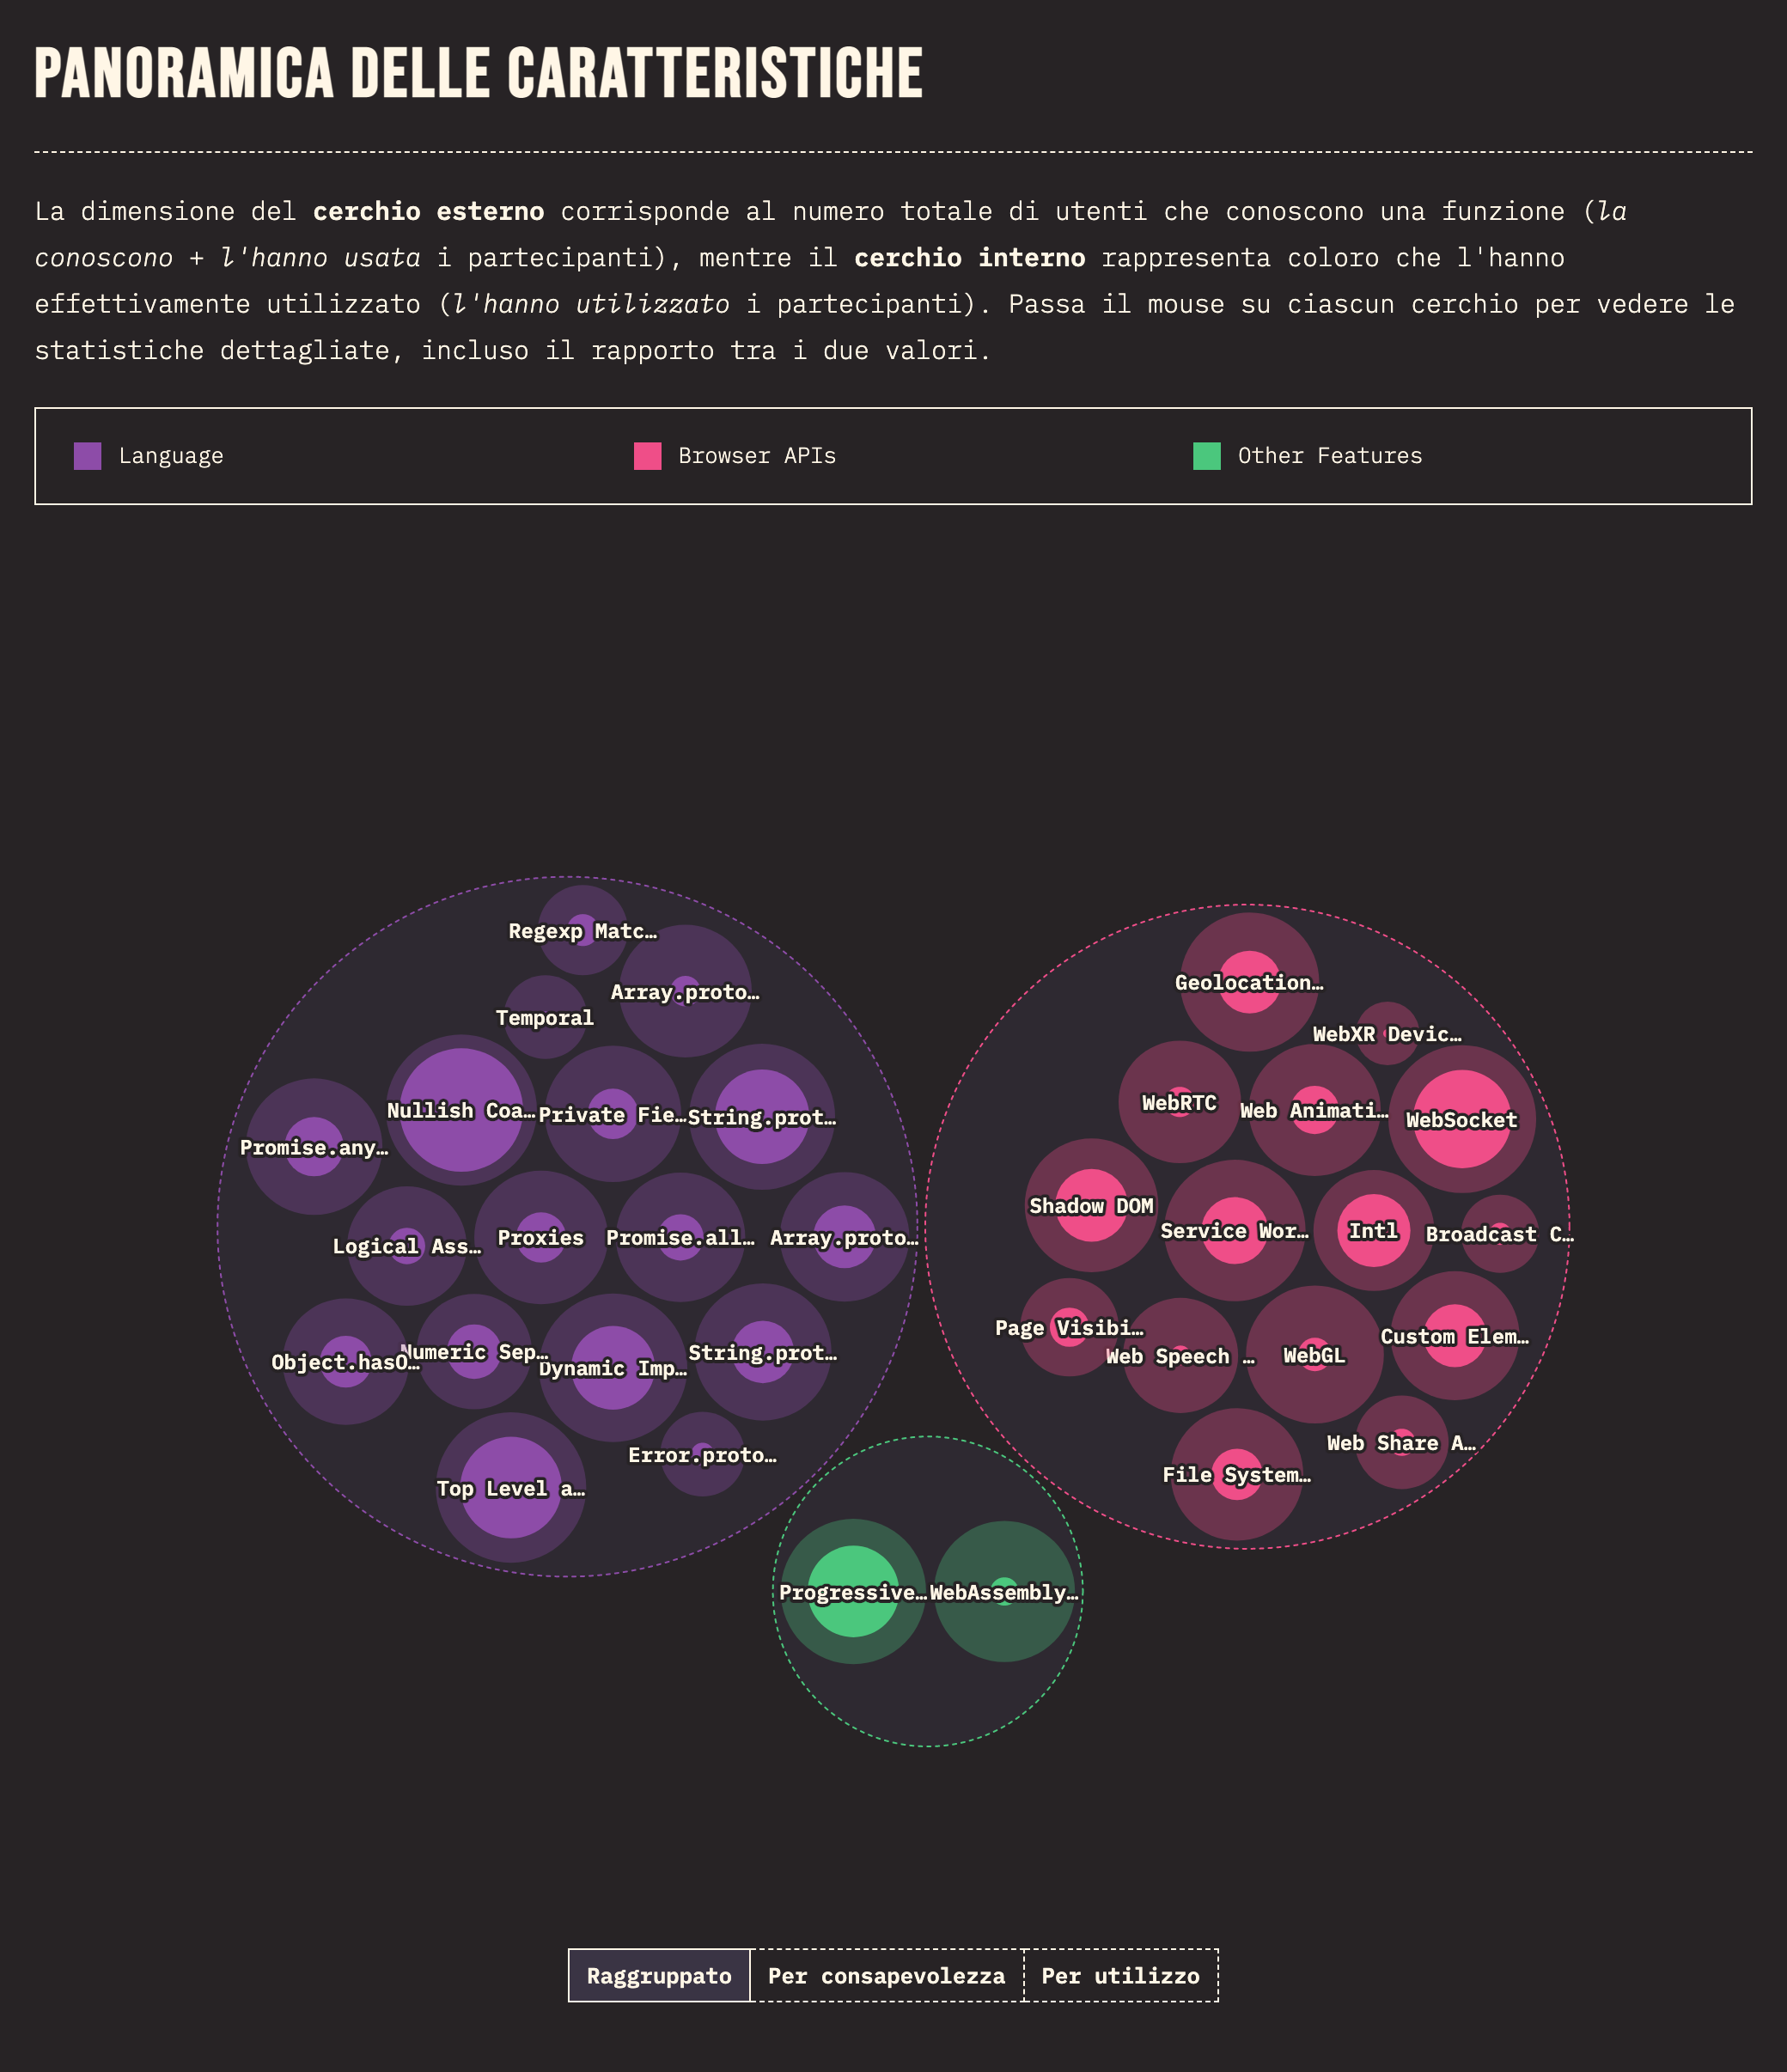 PANORAMICA DELLE CARATTERISTICHE
La dimensione del cerchio esterno corrisponde al numero totale di utenti che conoscono una funzione (la
conoscono + l'hanno usata i partecipanti), mentre il cerchio interno rappresenta coloro che l'hanno
effettivamente utilizzato (l'hanno utilizzato i partecipanti). Passa il mouse su ciascun cerchio per vedere le
statistiche dettagliate, incluso il rapporto tra i due valori.
Language
Browser APIs
Other Features
Regexp Matc…
Array.proto…
Temporal
Nullish Coa…
Private Fie…
String.prot…
Promise.any…
Logical Ass…
Proxies
Promise.all…
Array.proto…
Object.hasO…
Numeric Sep…
Dynamic Imp…
String.prot…
Error.proto…
Top Level a…
Geolocation…
WebXR Devic…
WebRTC
Web Animati…
WebSocket
Shadow DOM
Service Wor…
Intl
Broadcast C…
Page Visibi…
Web Speech …
WebGL
Custom Elem…
Web Share A…
File System…
Progressive…
WebAssembly…
Raggruppato
Per consapevolezza
Per utilizzo